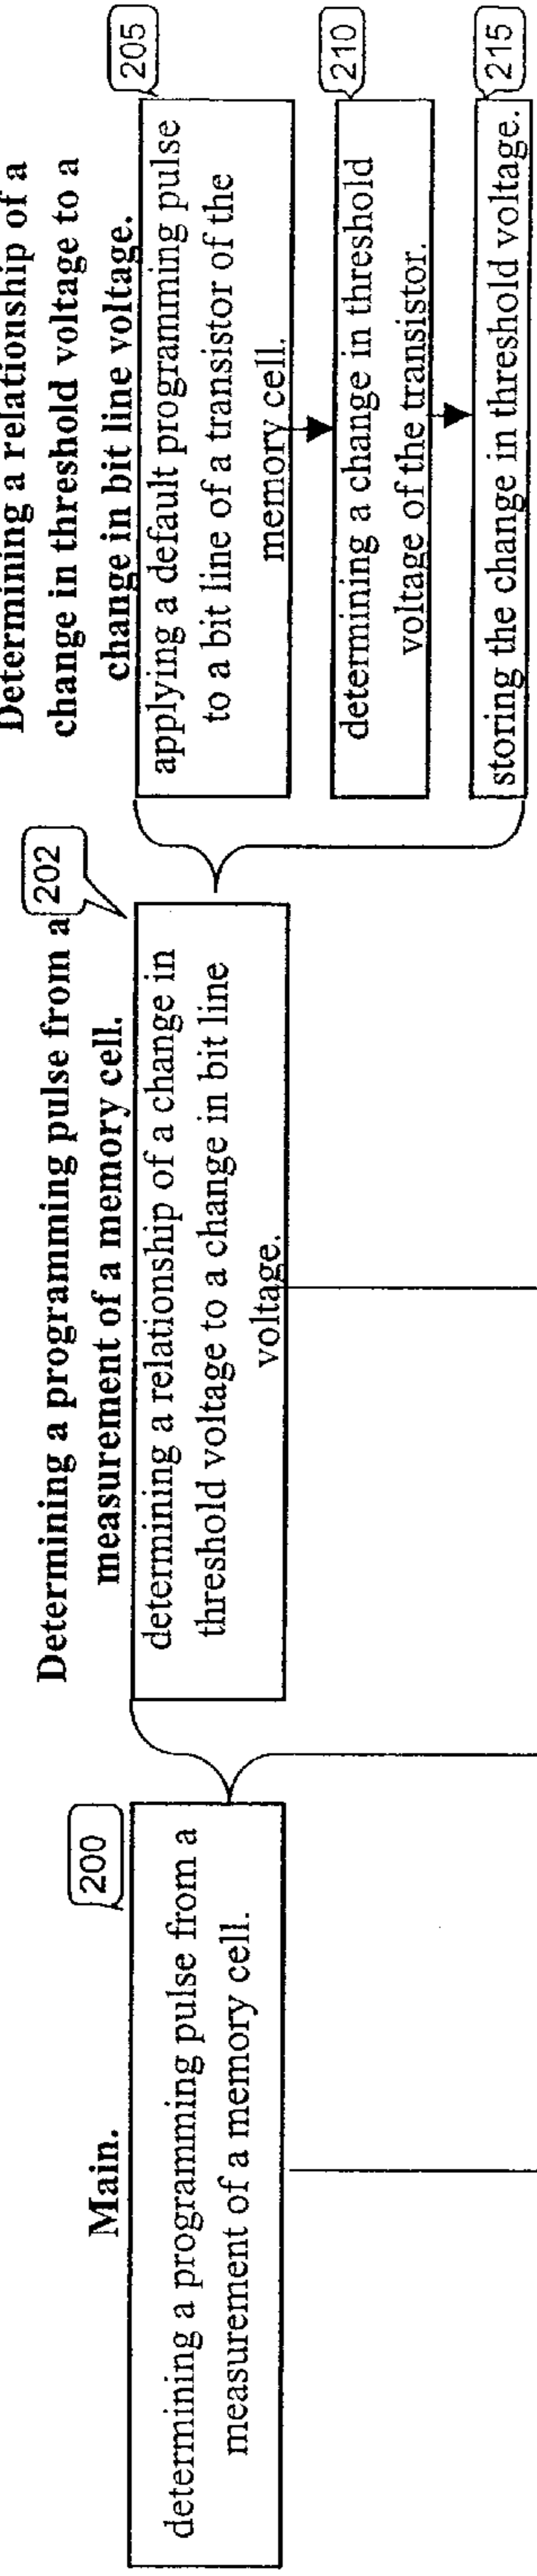 Main.
200
determining a programming pulse from a
measurement of a memory cell.
Determining a programming pulse from a
measurement of a memory cell.
202
determining a relationship of a change in
threshold voltage to a change in bit line
voltage.
Determining a relationship of a
change in threshold voltage to a
change in bit line voltage.
205
applying a default programming pulse
to a bit line of a transistor of the
memory cell.
210
determining a change in threshold
voltage of the transistor.
215
storing the change in threshold voltage.